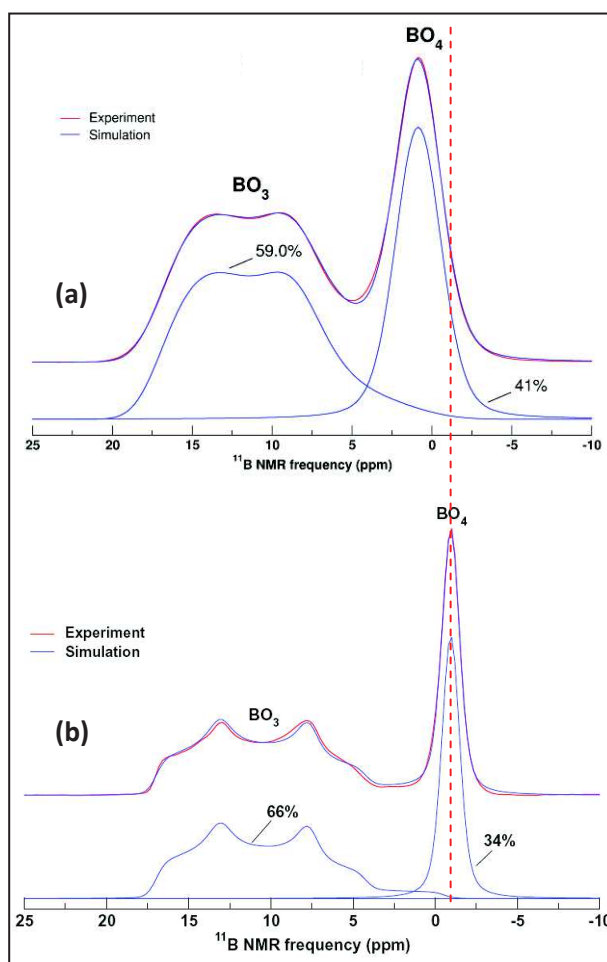 BO4
Experiment
Simulation
BO3
59.0%
(a)
41%
25 20 15 10 5 0 -5 -10
11B NMR frequency (ppm)
BO4
Experiment
Simulation
BO3
(b)
66%
34%
25 20 15 10 5 0 -5 -10
11B NMR frequency (ppm)